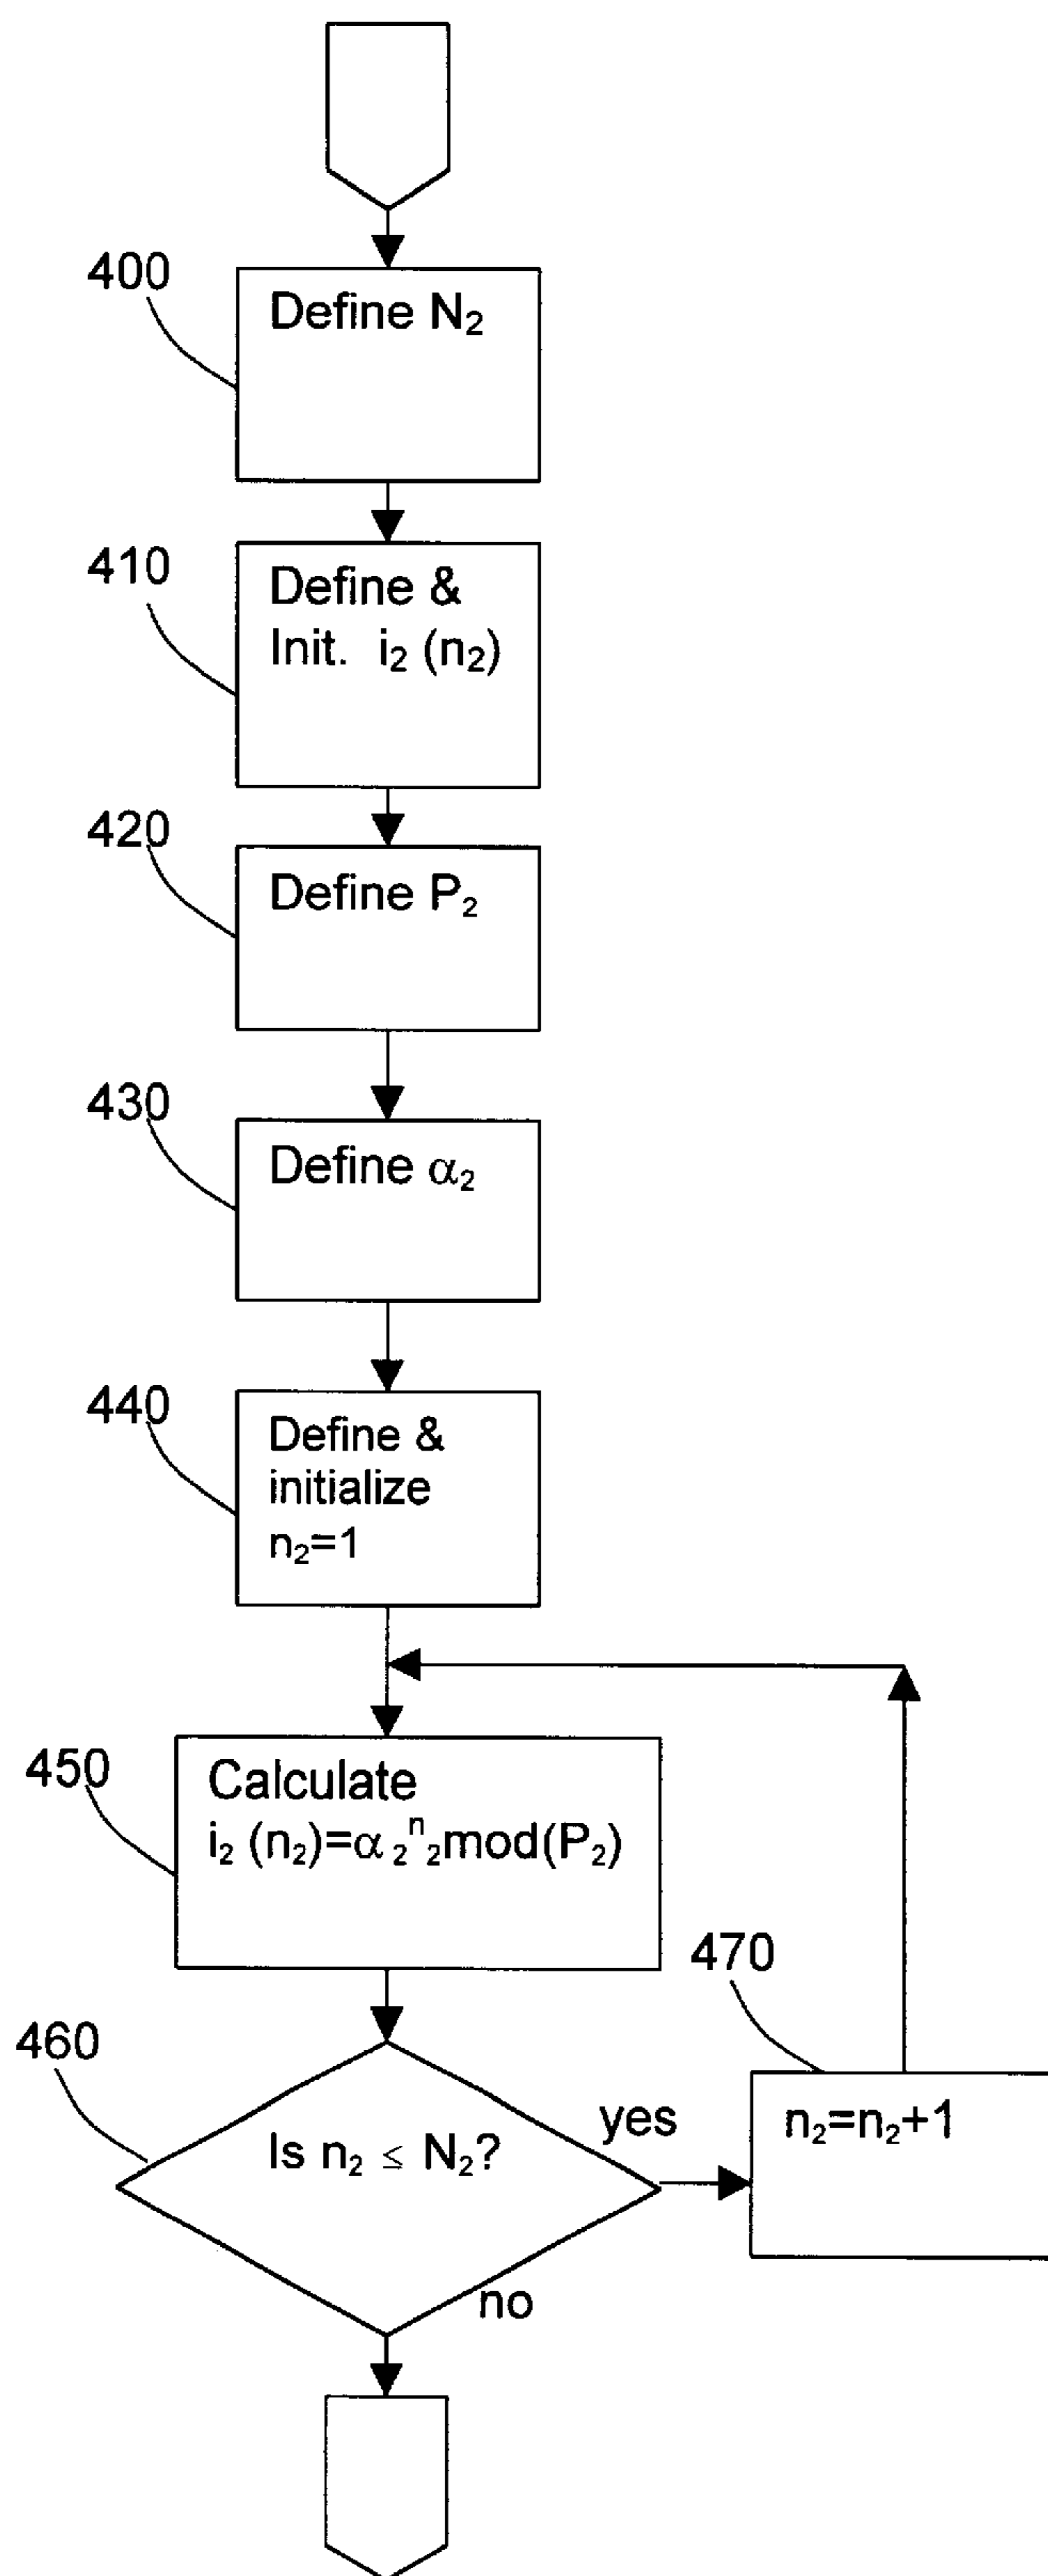 400
Define N₂
410
Define &
Init. i₂ (n₂)
420
Define P₂
430
Define α₂
440
Define &
initialize
n₂=1
450
Calculate
i₂ (n₂)=α₂ⁿ₂mod(P₂)
460
Is n₂ ≤ N₂?
yes
470
n₂=n₂+1
no